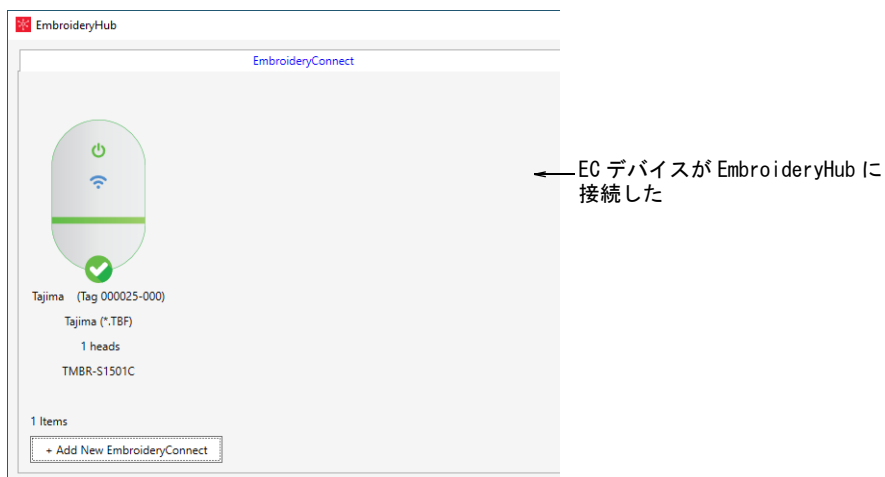 EmbroideryHub
EmbroideryConnect
EC デバイスが EmbroideryHub に
接続した
Tajima (Tag 000025-000)
Tajima (*.TBF)
1 heads
TMBR-S1501C
1 Items
+ Add New EmbroideryConnect